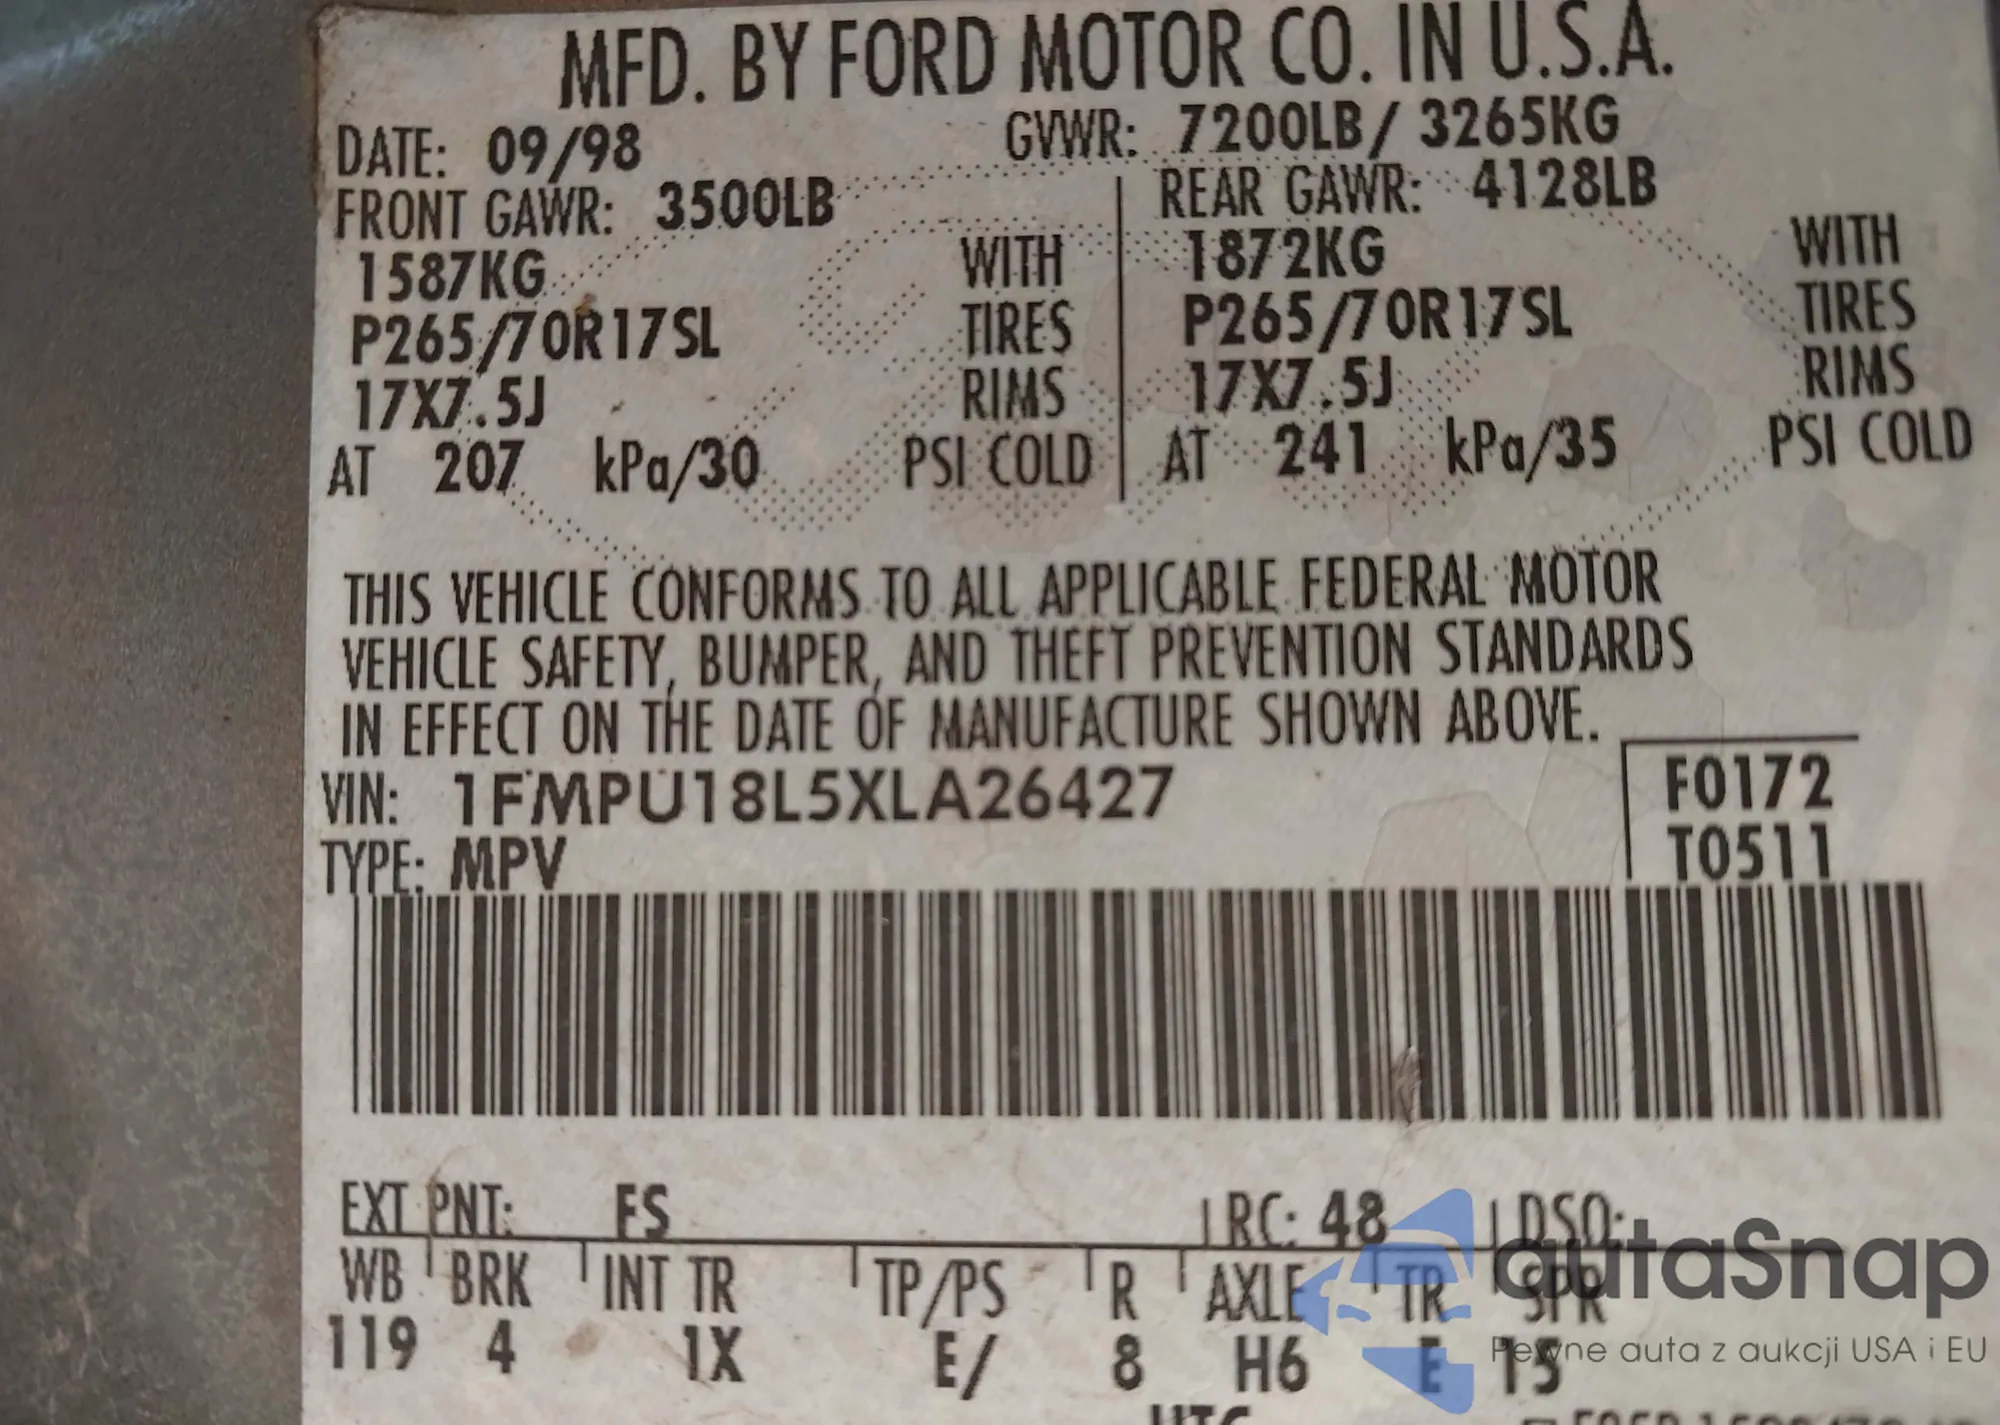 MFD. BY FORD MOTOR CO. IN U.S.A.
DATE: 09/98 GVWR: 7200LB/ 3265KG
FRONT GAWR: 3500LB REAR GAWR: 4128LB
1587KG WITH 1872KG WITH
P265/70R17SL TIRES P265/70R17SL TIRES
17X7.5J RIMS 17X7.5J RIMS
AT 207 kPa/30 PSI COLD AT 241 kPa/35 PSI COLD
THIS VEHICLE CONFORMS TO ALL APPLICABLE FEDERAL MOTOR
VEHICLE SAFETY, BUMPER, AND THEFT PREVENTION STANDARDS
IN EFFECT ON THE DATE OF MANUFACTURE SHOWN ABOVE.
VIN: 1FMPU18L5XLA26427 F0172
TYPE: MPV T0511
EXT PNT: FS RC: 48 DSO:
WB BRK INT TR TP/PS R AXLE TR SPR
119 4 1X E/ 8 H6 E 15
autaSnap
Pewne auta z aukcji USA i EU